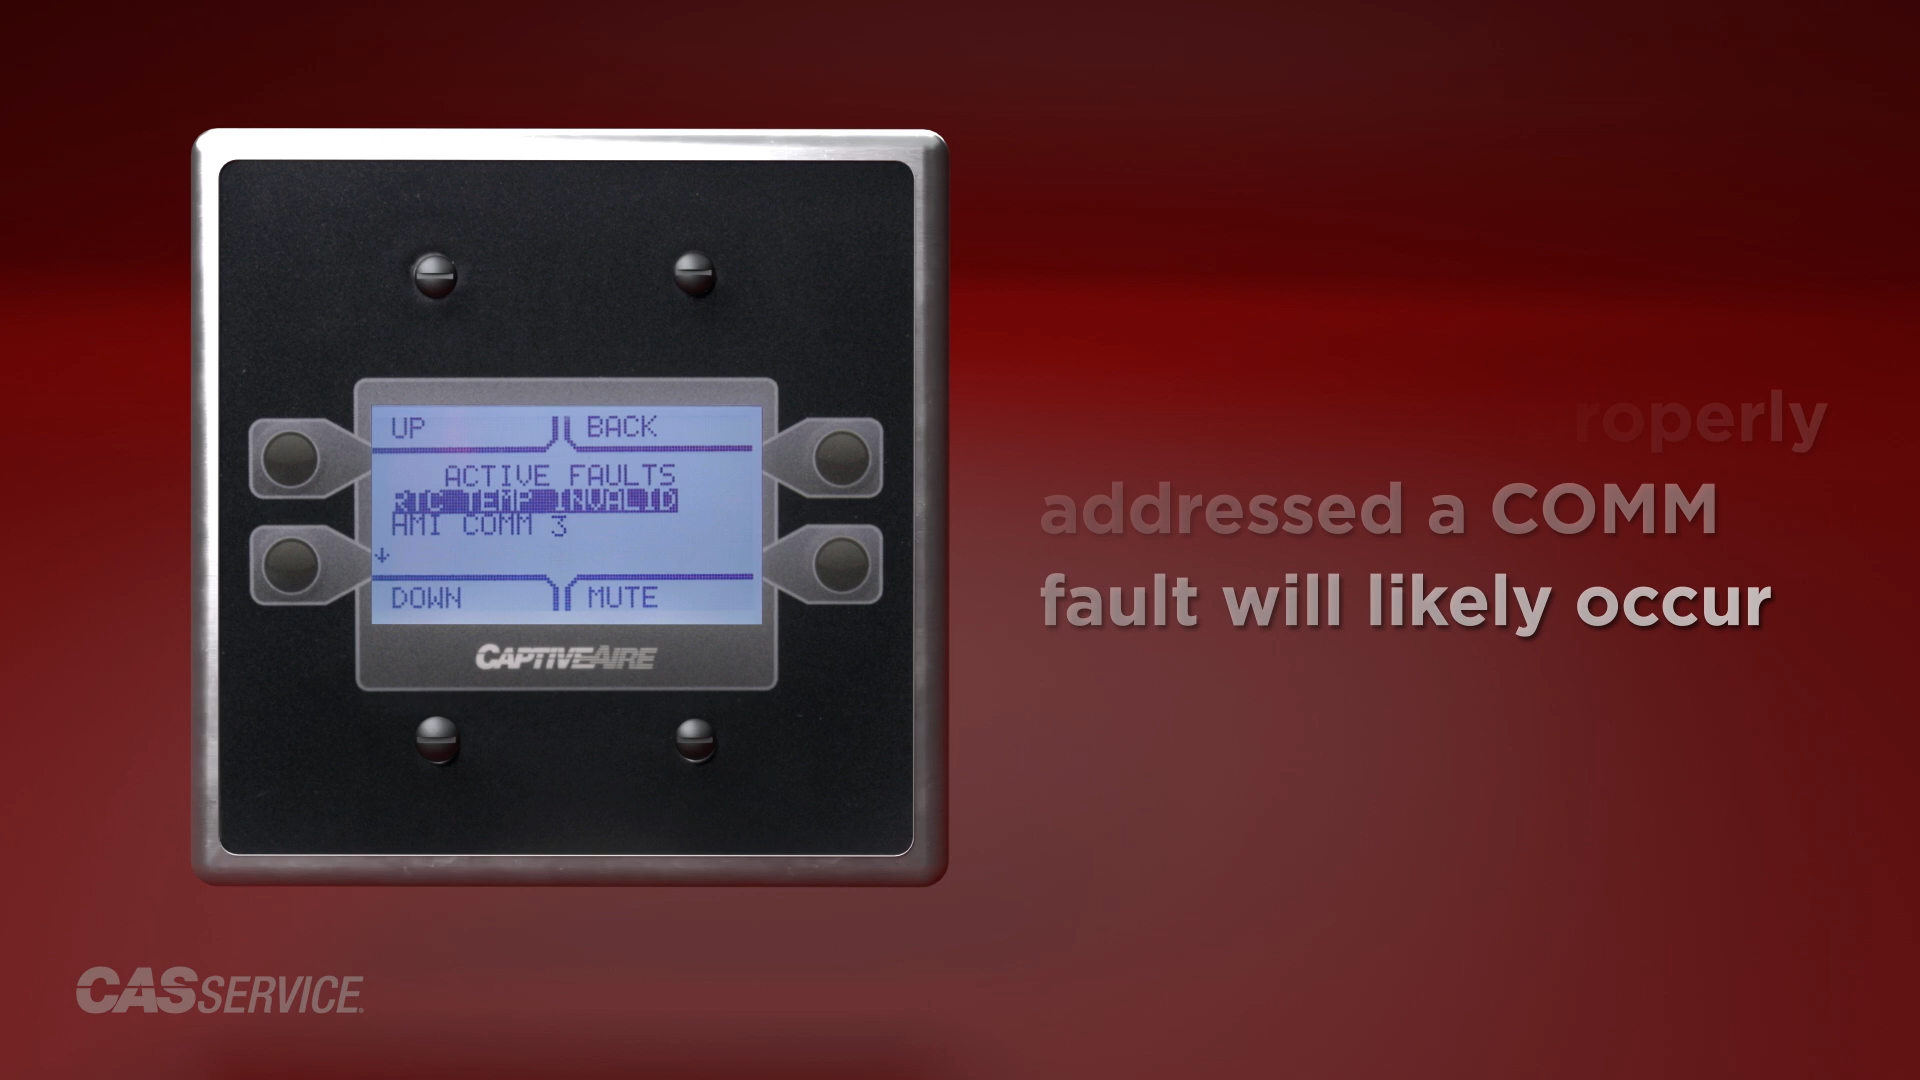 UP
BACK
ACTIVE FAULTS
RTC TEMP INVALID
AMI COMM 3
DOWN
MUTE
CAPTIVEAIRE
roperly
addressed a COMM
fault will likely occur
CASSERVICE.